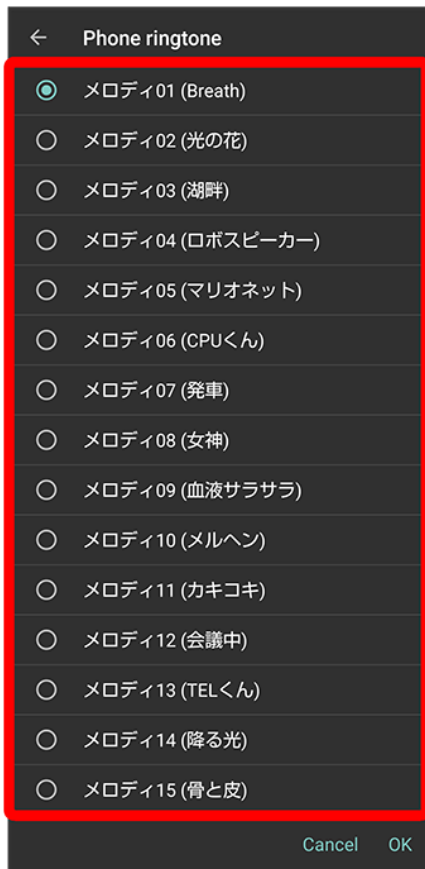 Phone ringtone
メロディ01 (Breath)
メロディ02 (光の花)
メロディ03 (湖畔)
メロディ04 (ロボスピーカー)
メロディ05 (マリオネット)
メロディ06 (CPUくん)
メロディ07 (発車)
メロディ08 (女神)
メロディ09 (血液サラサラ)
メロディ10 (メルヘン)
メロディ11 (カキコキ)
メロディ12 (会議中)
メロディ13 (TELくん)
メロディ14 (降る光)
メロディ15 (骨と皮)
Cancel OK